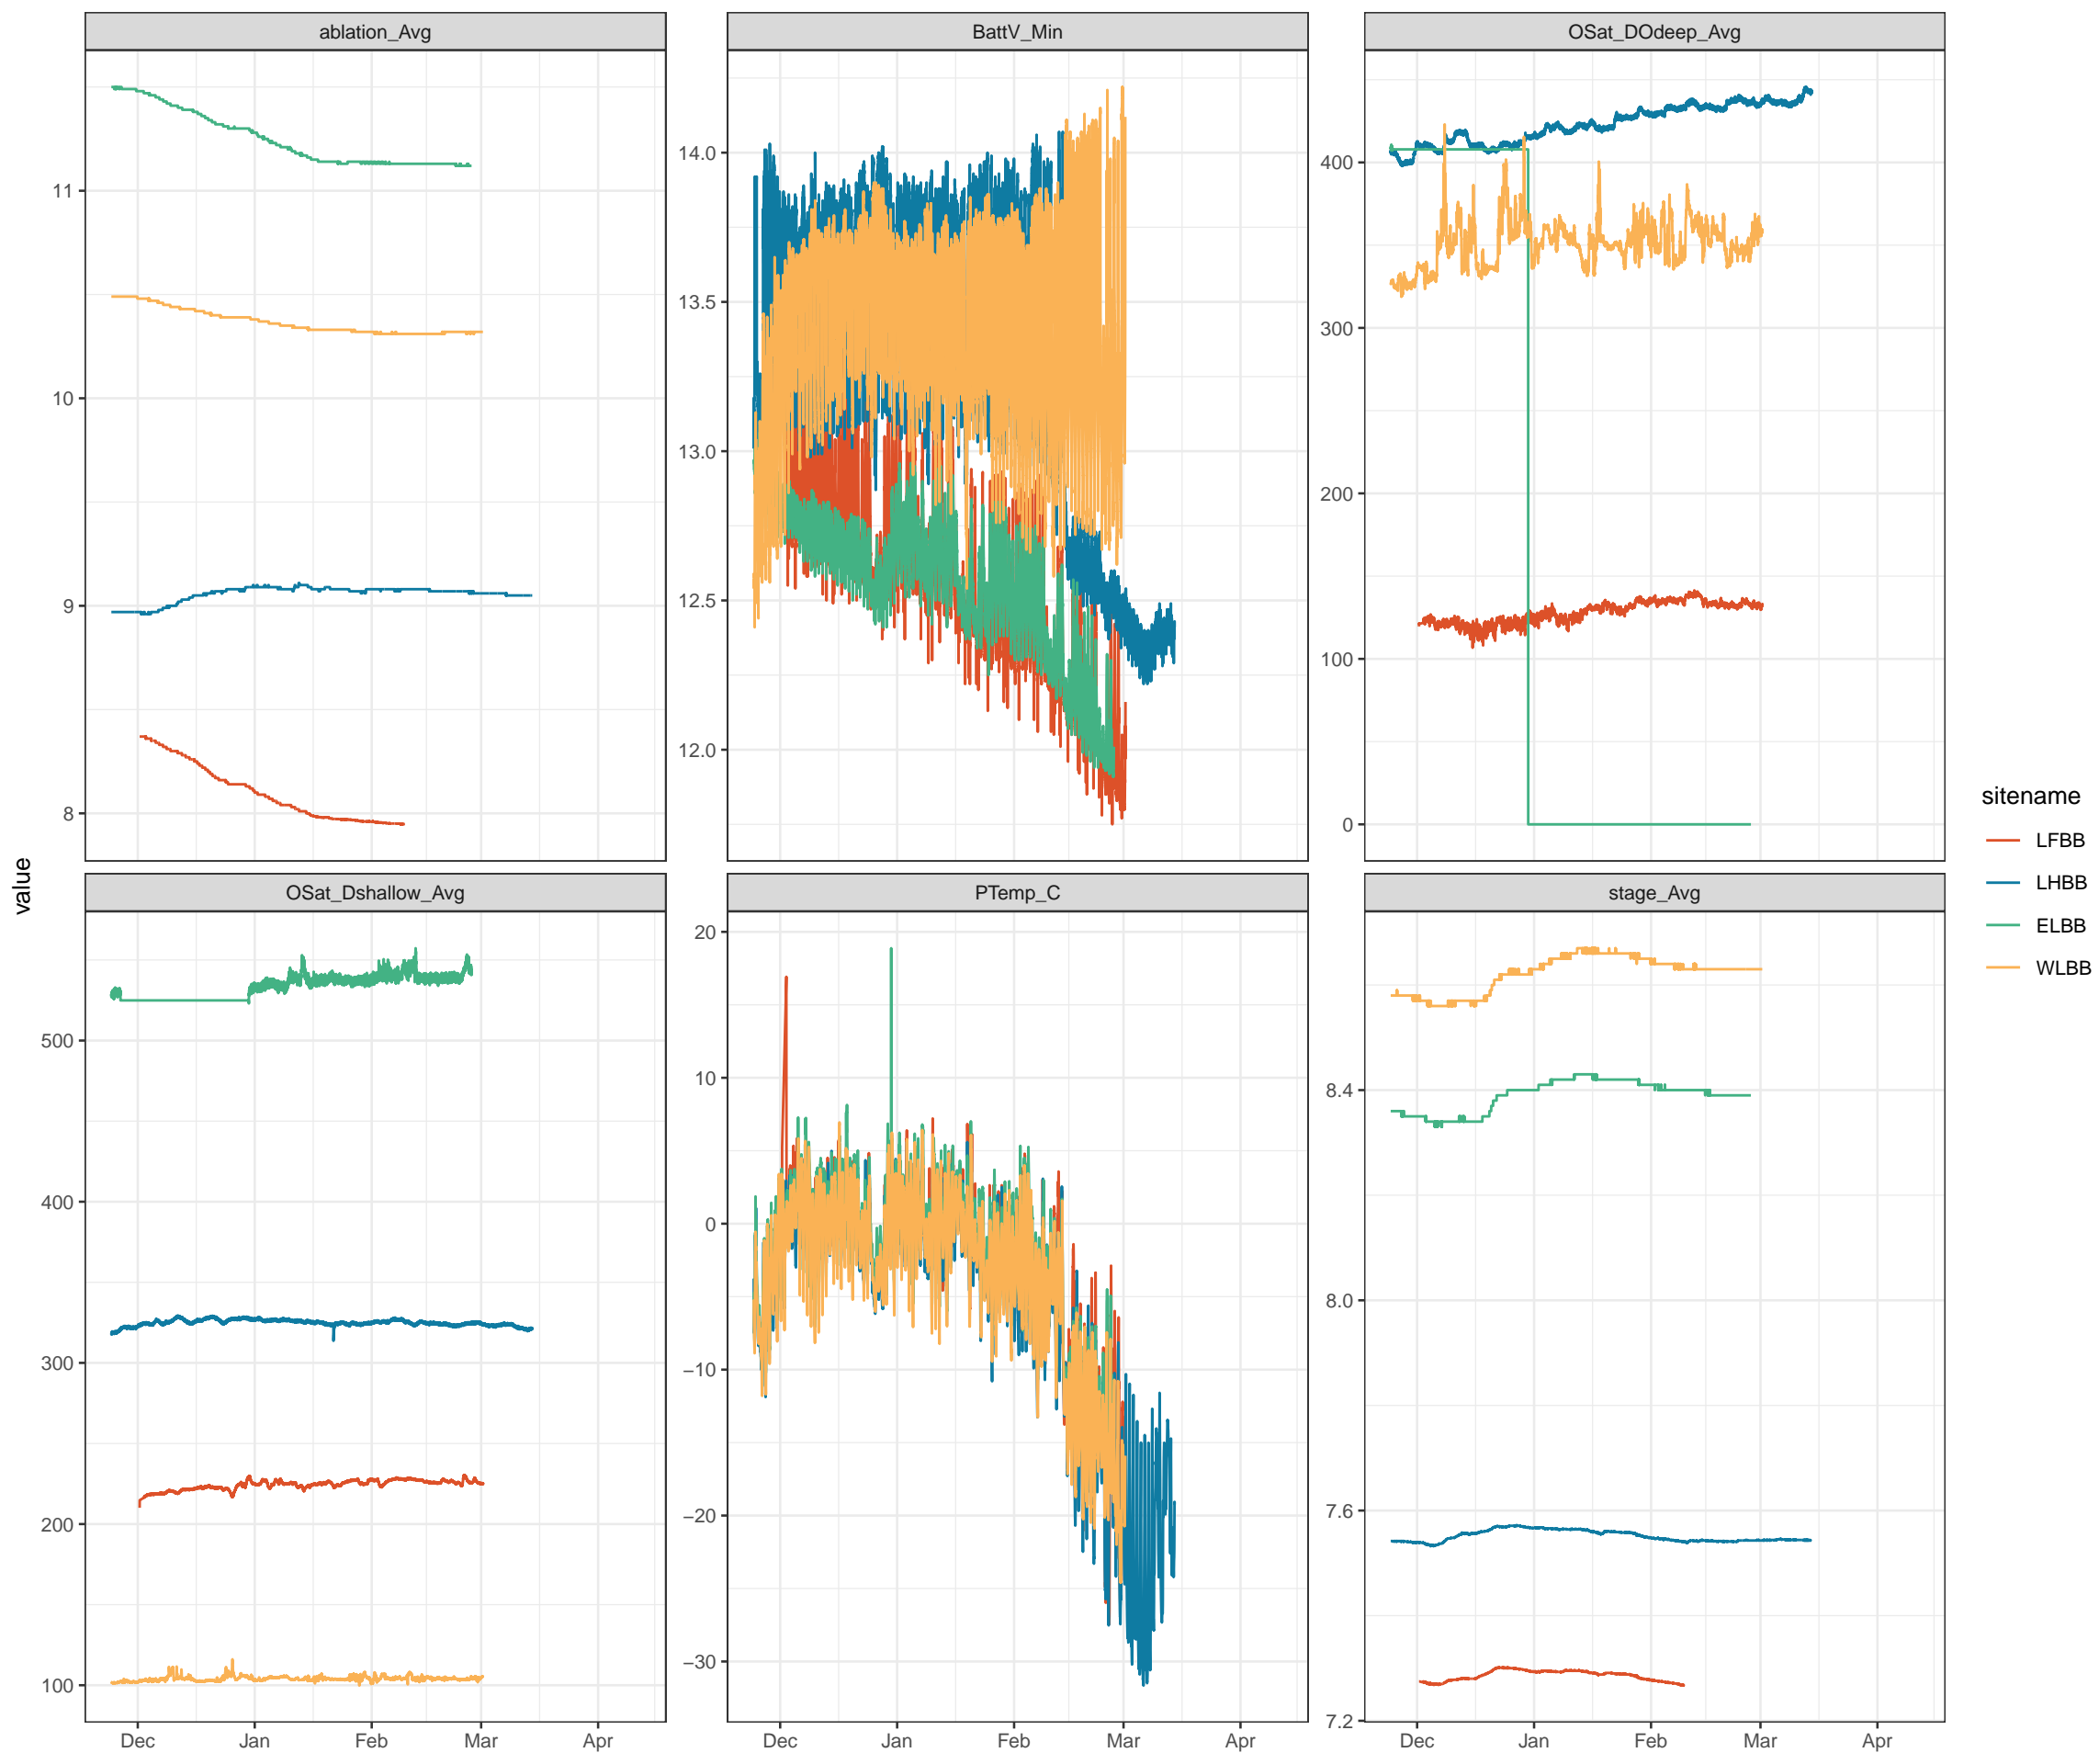 ablation_Avg
BattV_Min
OSat_DOdeep_Avg
11
10
9
8
14.0
13.5
13.0
12.5
12.0
400
300
200
100
0
value
OSat_Dshallow_Avg
PTemp_C
stage_Avg
500
400
300
200
100
20
10
0
−10
−20
−30
8.4
8.0
7.6
7.2
Dec Jan Feb Mar Apr
Dec Jan Feb Mar Apr
Dec Jan Feb Mar Apr
sitename
LFBB
LHBB
ELBB
WLBB